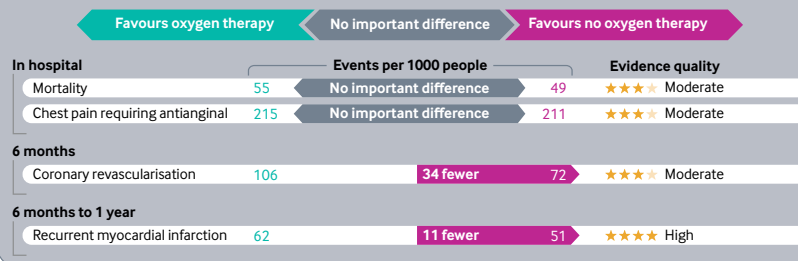 Favours oxygen therapy No important difference Favours no oxygen therapy
In hospital Events per 1000 people Evidence quality
Mortality 55 No important difference 49 Moderate
Chest pain requiring antianginal 215 No important difference 211 Moderate
6 months
Coronary revascularisation 106 34 fewer 72 Moderate
6 months to 1 year
Recurrent myocardial infarction 62 11 fewer 51 High